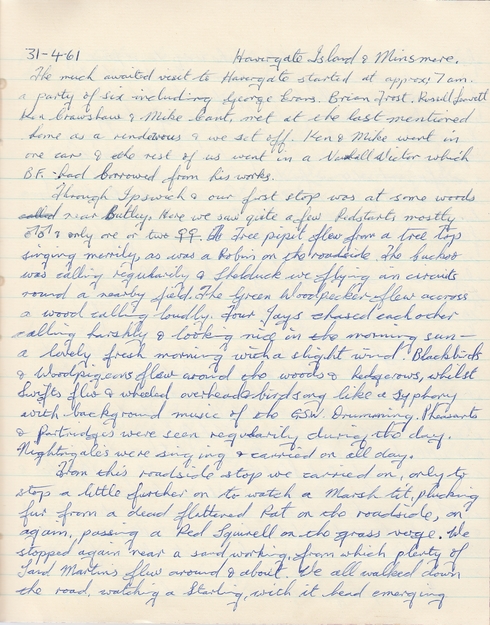 31-4-61 Havergate Island & Minsmere.
The much awaited visit to Havergate started at approx: 7am.
a party of six including George Evans. Brian Frost. Russell Leavett
Ken Crawshaw & Mike Cant, met at the last mentioned
home as a rendevous & we set off. Ken & Mike went in
one car & the rest of us went in a Vauxhall Victor which
B.F. had borrowed from his works.
Through Ipswich & our first stop was at some woods
called near Butley. Here we saw quite a few Redstarts mostly
♂♂ & only one or two ♀♀. The Tree pipit flew from a tree top
singing merrily, as was a Robin on the roadside. The cuckoo
was calling regularily & Shelduck we flying in circuits
round a nearby field. The Green Woodpecker flew across
a wood calling loudly. Four Jays chased each other
calling harshly & looking nice in the morning sun -
a lovely fresh morning with a slight wind. Blackbirds
& Woodpigeons flew around the woods & hedgerows, whilst
Swifts flew & wheeled overhead birdsong like a syphony
with background music of the GSW. Drumming. Pheasants
& Partridges were seen regularily during the day.
Nightingales were singing & carried on all day.
From this roadside stop we carried on, only to
stop a little further on to watch a Marsh tit, plucking
fur from a dead flattened Rat on the roadside, on
again, passing a Red Squirell on the grass verge. We
stopped again near a sand working, from which plenty of
Sand Martins flew around & about. We all walked down
the road, watching a Starling, with it head emerging